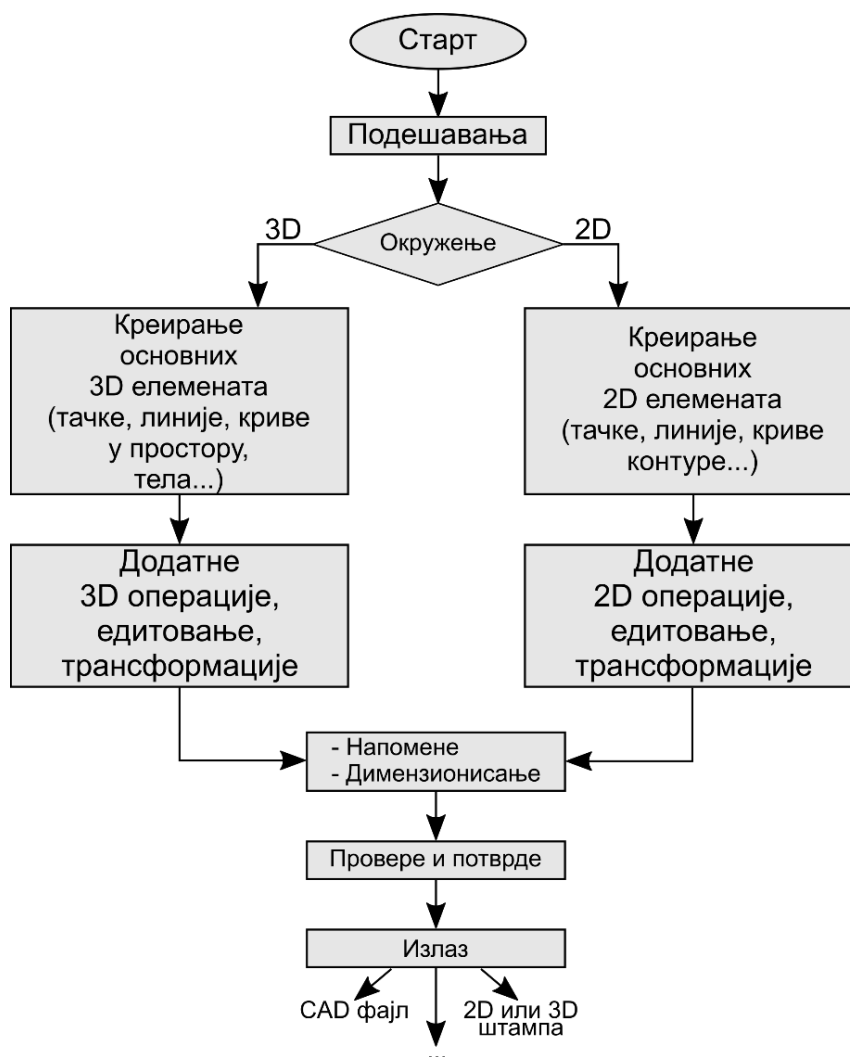 Старт
Подешавања
Окружење
3D
2D
Креирање
основних
3D елемената
(тачке, линије, криве
у простору,
тела...)
Креирање
основних
2D елемената
(тачке, линије, криве
контуре...)
Додатне
3D операције,
едитовање,
трансформације
Додатне
2D операције,
едитовање,
трансформације
- Напомене
- Димензионисање
Провере и потврде
Излаз
CAD фајл
2D или 3D
штампа
...